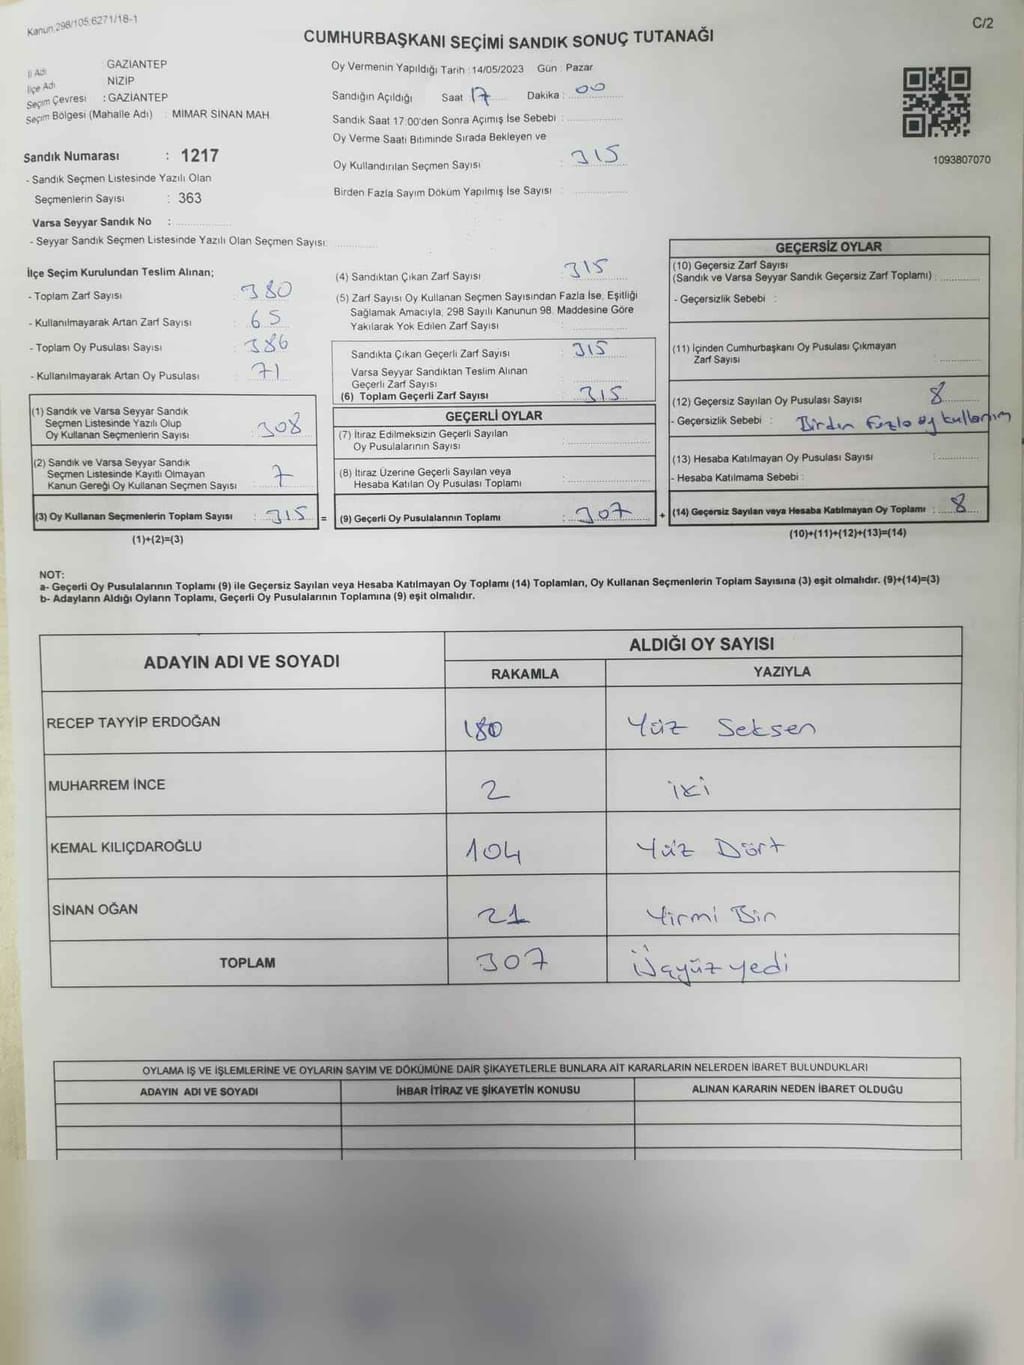 Kanun.298/105,6271/18-1
C/2
CUMHURBAŞKANI SEÇİMİ SANDIK SONUÇ TUTANAĞI
İl Adı GAZİANTEP
İlçe Adı NİZİP
Seçim Çevresi : GAZİANTEP
Seçim Bölgesi (Mahalle Adı) : MİMAR SİNAN MAH
Sandık Numarası : 1217
- Sandık Seçmen Listesinde Yazılı Olan
Seçmenlerin Sayısı : 363
Varsa Seyyar Sandık No :
- Seyyar Sandık Seçmen Listesinde Yazılı Olan Seçmen Sayısı:
Oy Vermenin Yapıldığı Tarih : 14/05/2023 Gün : Pazar
Sandığın Açıldığı Saat 17 Dakika : 00
Sandık Saat 17:00'den Sonra Açımış İse Sebebi :
Oy Verme Saati Bitiminde Sırada Bekleyen ve
Oy Kullandırılan Seçmen Sayısı : 315
Birden Fazla Sayım Döküm Yapılmış İse Sayısı :
1093807070
İlçe Seçim Kurulundan Teslim Alınan;
- Toplam Zarf Sayısı : 380
- Kullanılmayarak Artan Zarf Sayısı : 65
- Toplam Oy Pusulası Sayısı : 386
- Kullanılmayarak Artan Oy Pusulası : 71
(1) Sandık ve Varsa Seyyar Sandık
Seçmen Listesinde Yazılı Olup
Oy Kullanan Seçmenlerin Sayısı : 308
(2) Sandık ve Varsa Seyyar Sandık
Seçmen Listesinde Kayıtlı Olmayan
Kanun Gereği Oy Kullanan Seçmen Sayısı : 7
(3) Oy Kullanan Seçmenlerin Toplam Sayısı : 315 =
(1)+(2)=(3)
(4) Sandıktan Çıkan Zarf Sayısı : 315
(5) Zarf Sayısı Oy Kullanan Seçmen Sayısından Fazla İse, Eşitliği
Sağlamak Amacıyla; 298 Sayılı Kanunun 98. Maddesine Göre
Yakılarak Yok Edilen Zarf Sayısı :
Sandıkta Çıkan Geçerli Zarf Sayısı : 315
Varsa Seyyar Sandıktan Teslim Alınan
Geçerli Zarf Sayısı :
(6) Toplam Geçerli Zarf Sayısı : 315
GEÇERLİ OYLAR
(7) İtiraz Edilmeksizin Geçerli Sayılan
Oy Pusulalarının Sayısı :
(8) İtiraz Üzerine Geçerli Sayılan veya
Hesaba Katılan Oy Pusulası Toplamı :
(9) Geçerli Oy Pusulalarının Toplamı : 307 +
GEÇERSİZ OYLAR
(10) Geçersiz Zarf Sayısı
(Sandık ve Varsa Seyyar Sandık Geçersiz Zarf Toplamı) :
- Geçersizlik Sebebi :
(11) İçinden Cumhurbaşkanı Oy Pusulası Çıkmayan
Zarf Sayısı :
(12) Geçersiz Sayılan Oy Pusulası Sayısı : 8
- Geçersizlik Sebebi : Birden Fazla oy kullanım
(13) Hesaba Katılmayan Oy Pusulası Sayısı :
- Hesaba Katılmama Sebebi :
(14) Geçersiz Sayılan veya Hesaba Katılmayan Oy Toplamı : 8
(10)+(11)+(12)+(13)=(14)
NOT:
a- Geçerli Oy Pusulalarının Toplamı (9) ile Geçersiz Sayılan veya Hesaba Katılmayan Oy Toplamı (14) Toplamları, Oy Kullanan Seçmenlerin Toplam Sayısına (3) eşit olmalıdır. (9)+(14)=(3)
b- Adayların Aldığı Oyların Toplamı, Geçerli Oy Pusulalarının Toplamına (9) eşit olmalıdır.
ADAYIN ADI VE SOYADI ALDIĞI OY SAYISI
RAKAMLA YAZIYLA
RECEP TAYYİP ERDOĞAN 180 Yüz Seksen
MUHARREM İNCE 2 iki
KEMAL KILIÇDAROĞLU 104 Yüz Dört
SİNAN OĞAN 21 Yirmi Bir
TOPLAM 307 Üçyüz yedi
OYLAMA İŞ VE İŞLEMLERİNE VE OYLARIN SAYIM VE DÖKÜMÜNE DAİR ŞİKAYETLERLE BUNLARA AİT KARARLARIN NELERDEN İBARET BULUNDUKLARI
ADAYIN ADI VE SOYADI İHBAR İTİRAZ VE ŞİKAYETİN KONUSU ALINAN KARARIN NEDEN İBARET OLDUĞU